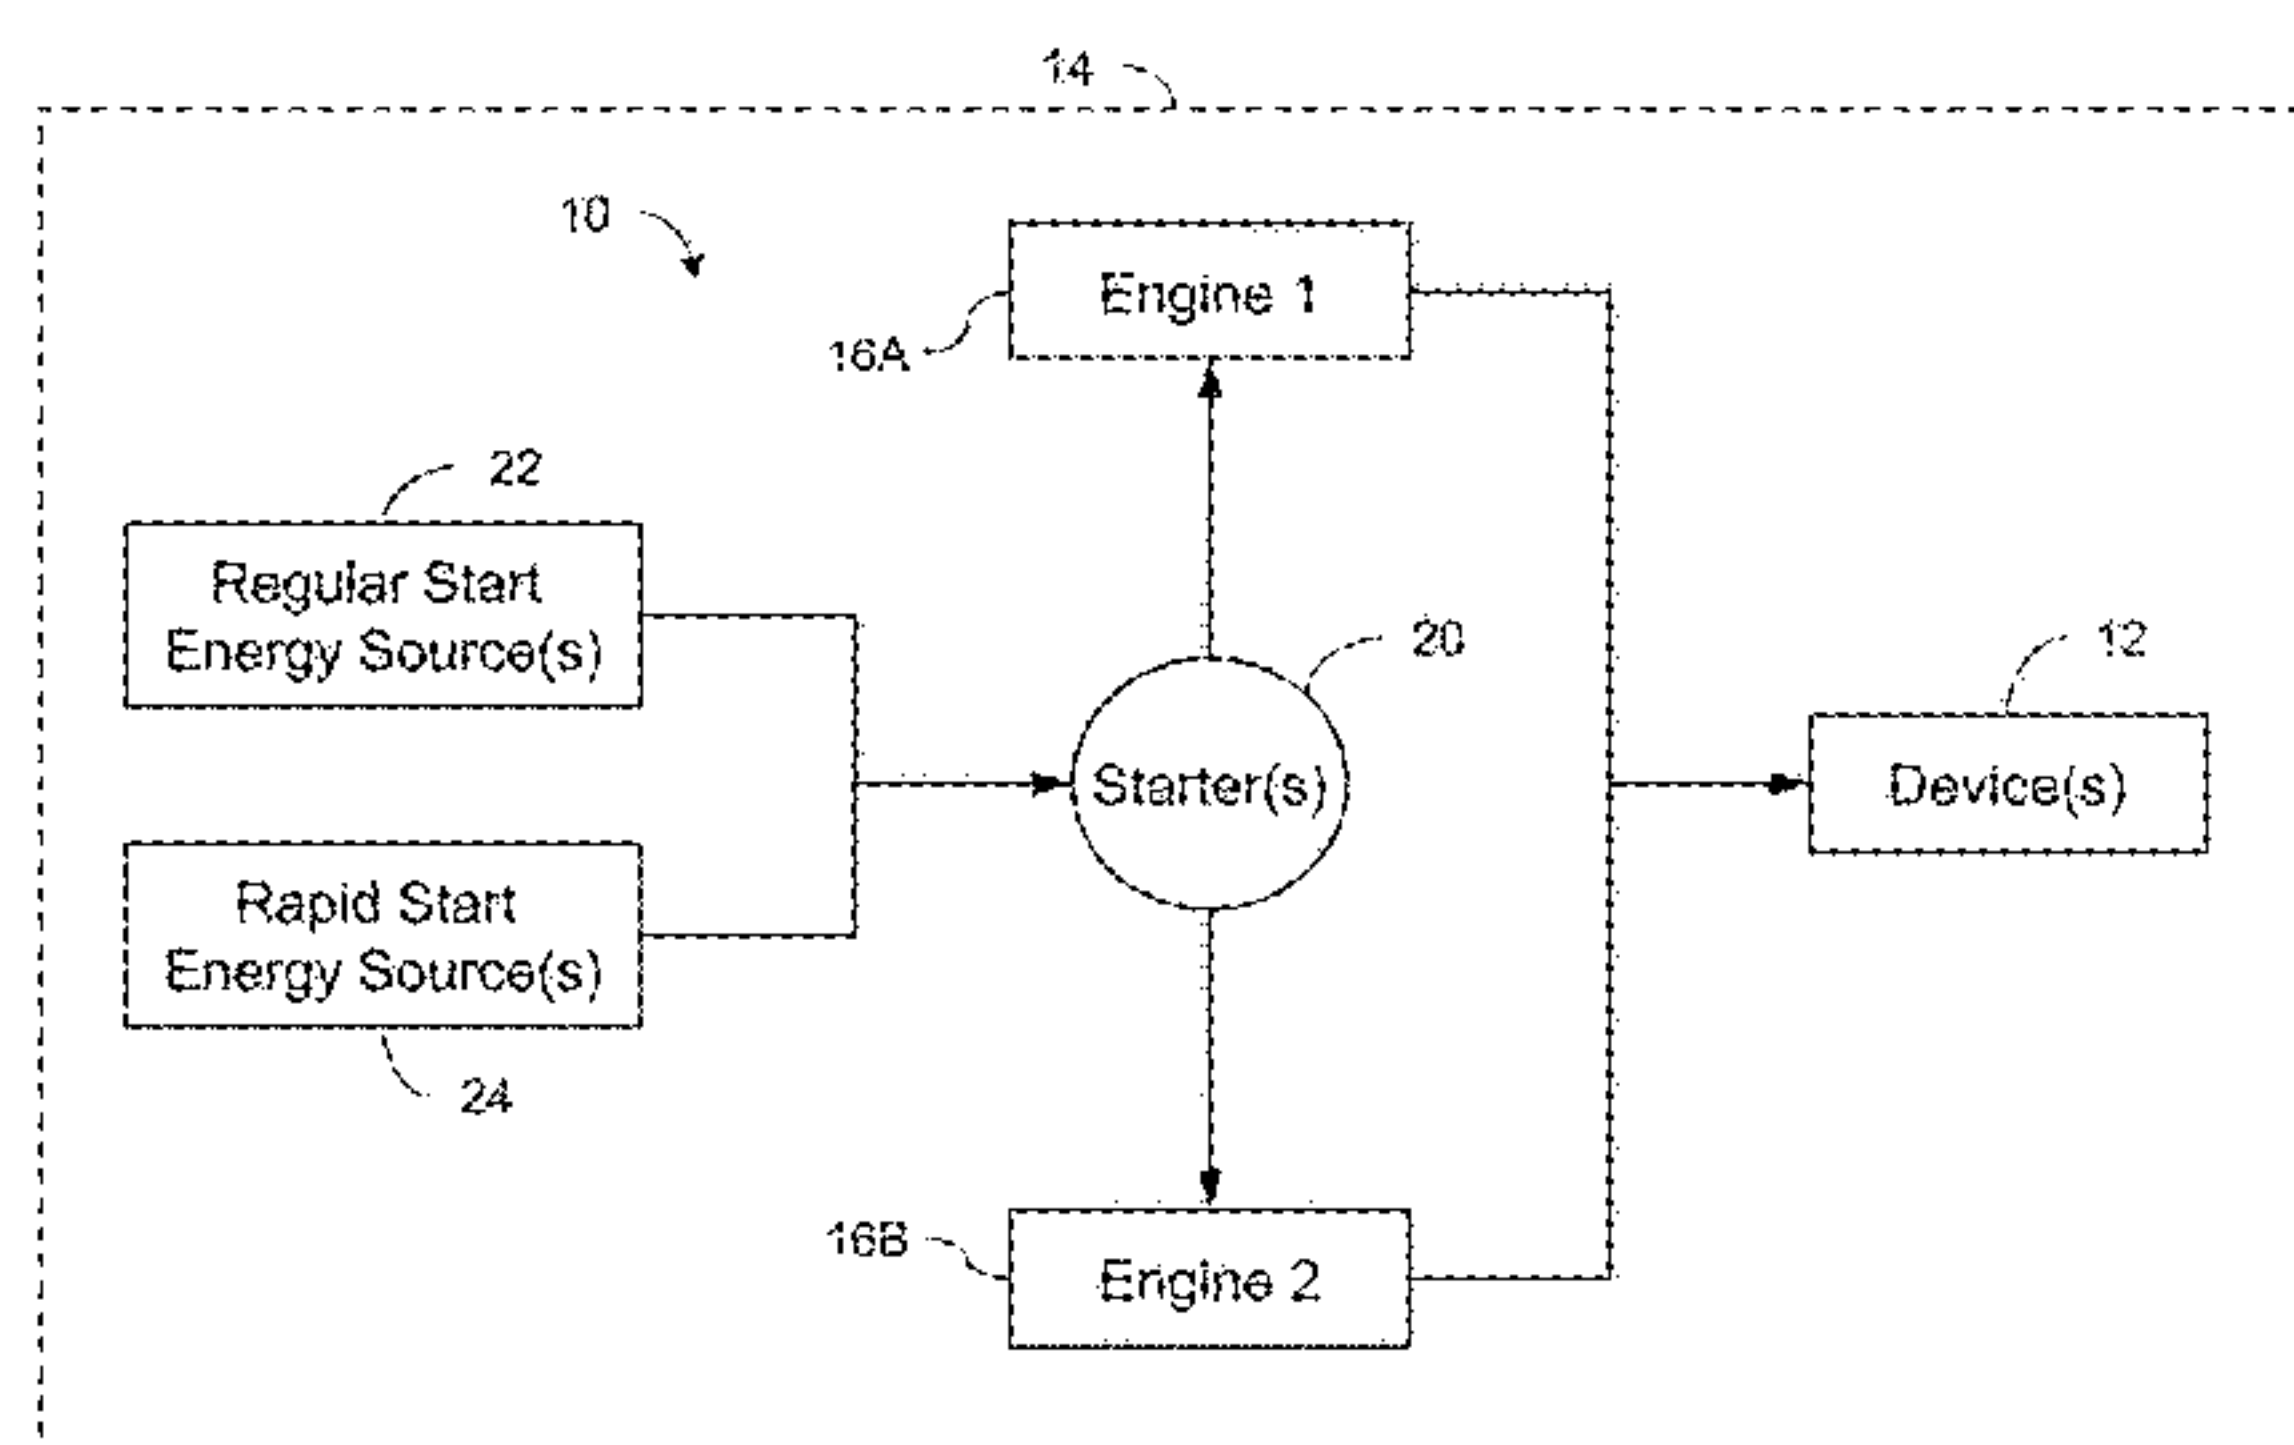 14
10
Engine 1
16A
22
Regular Start
Energy Source(s)
20
12
Starter(s)
Device(s)
Rapid Start
Energy Source(s)
24
16B
Engine 2